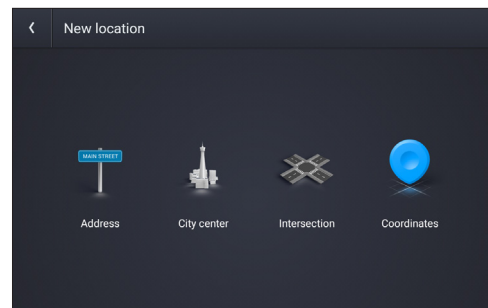 New location
MAIN STREET
Address
City center
Intersection
Coordinates